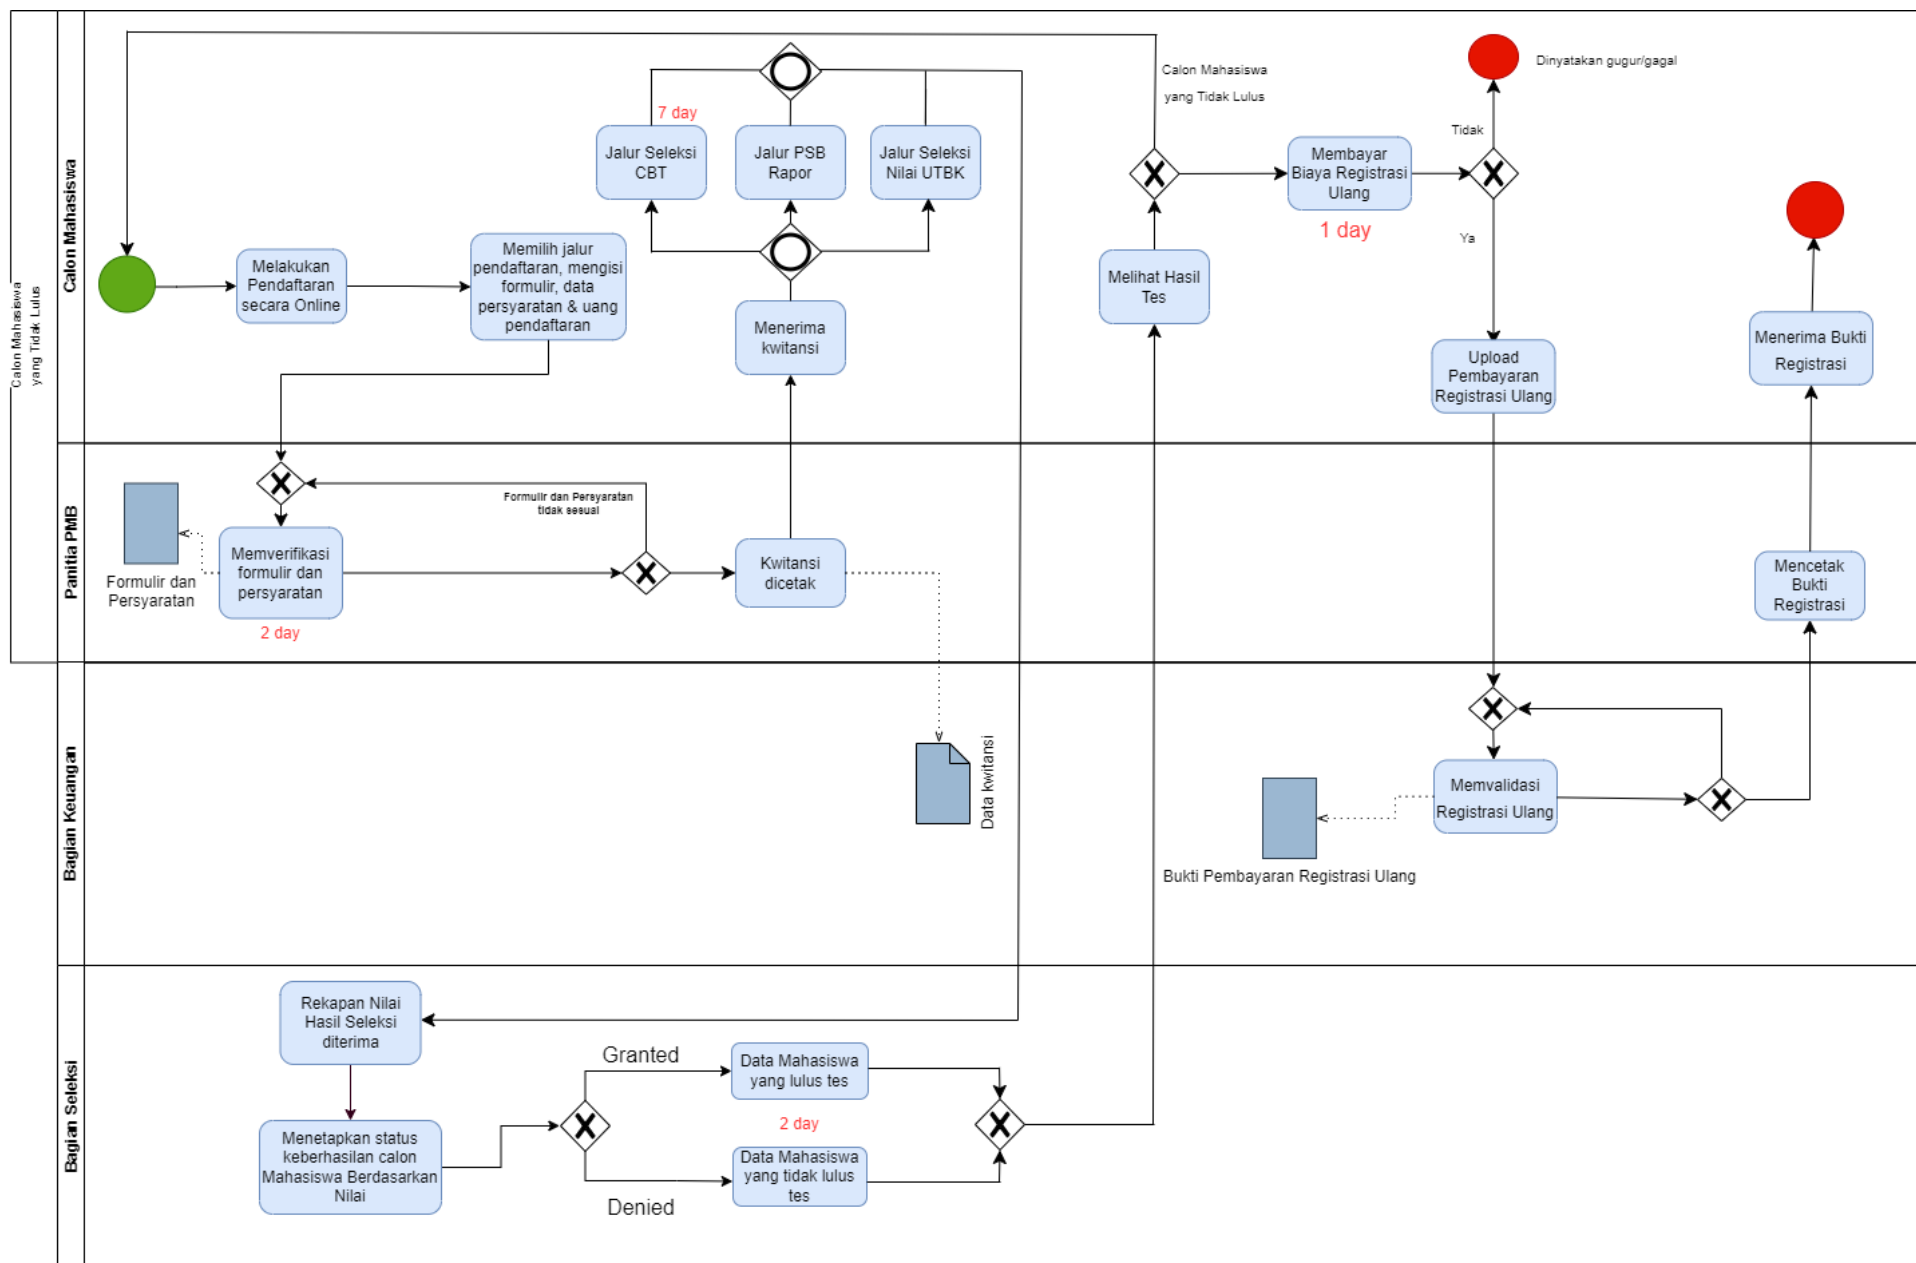 Calon Mahasiswa
yang Tidak Lulus
Calon Mahasiswa
Melakukan
Pendaftaran
secara Online
Memilih jalur
pendaftaran, mengisi
formulir, data
persyaratan & uang
pendaftaran
7 day
Jalur Seleksi
CBT
Jalur PSB
Rapor
Jalur Seleksi
Nilai UTBK
Menerima
kwitansi
Calon Mahasiswa
yang Tidak Lulus
Melihat Hasil
Tes
Membayar
Biaya Registrasi
Ulang
1 day
Tidak
Dinyatakan gugur/gagal
Ya
Upload
Pembayaran
Registrasi Ulang
Menerima Bukti
Registrasi
Panitia PMB
Formulir dan
Persyaratan
Memverifikasi
formulir dan
persyaratan
2 day
Formulir dan Persyaratan
tidak sesuai
Kwitansi
dicetak
Mencetak
Bukti
Registrasi
Bagian Keuangan
Data kwitansi
Memvalidasi
Registrasi Ulang
Bukti Pembayaran Registrasi Ulang
Bagian Seleksi
Rekapan Nilai
Hasil Seleksi
diterima
Menetapkan status
keberhasilan calon
Mahasiswa Berdasarkan
Nilai
Granted
Data Mahasiswa
yang lulus tes
2 day
Data Mahasiswa
yang tidak lulus
tes
Denied